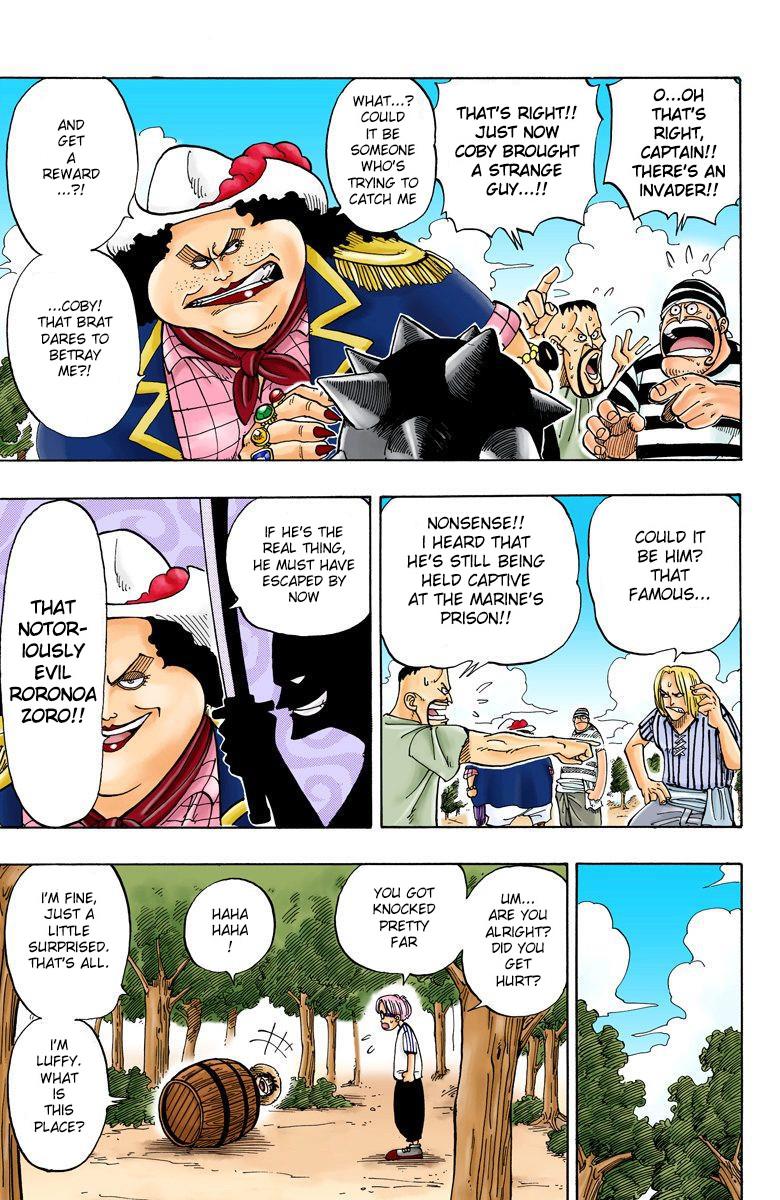 O...OH
THAT'S
RIGHT,
CAPTAIN!!
THERE'S AN
INVADER!!
THAT'S RIGHT!!
JUST NOW
COBY BROUGHT
A STRANGE
GUY...!!
WHAT...?
COULD
IT BE
SOMEONE
WHO'S
TRYING TO
CATCH ME
AND
GET
A
REWARD
...?!
...COBY!
THAT BRAT
DARES TO
BETRAY
ME?!
COULD IT
BE HIM?
THAT
FAMOUS...
NONSENSE!!
I HEARD THAT
HE'S STILL BEING
HELD CAPTIVE
AT THE MARINE'S
PRISON!!
IF HE'S THE
REAL THING,
HE MUST HAVE
ESCAPED BY
NOW
THAT
NOTOR-
IOUSLY
EVIL
RORONOA
ZORO!!
UM...
ARE YOU
ALRIGHT?
DID YOU
GET
HURT?
YOU GOT
KNOCKED
PRETTY
FAR
HAHA
HAHA
!
I'M FINE,
JUST A
LITTLE
SURPRISED.
THAT'S ALL.
I'M
LUFFY.
WHAT
IS
THIS
PLACE?